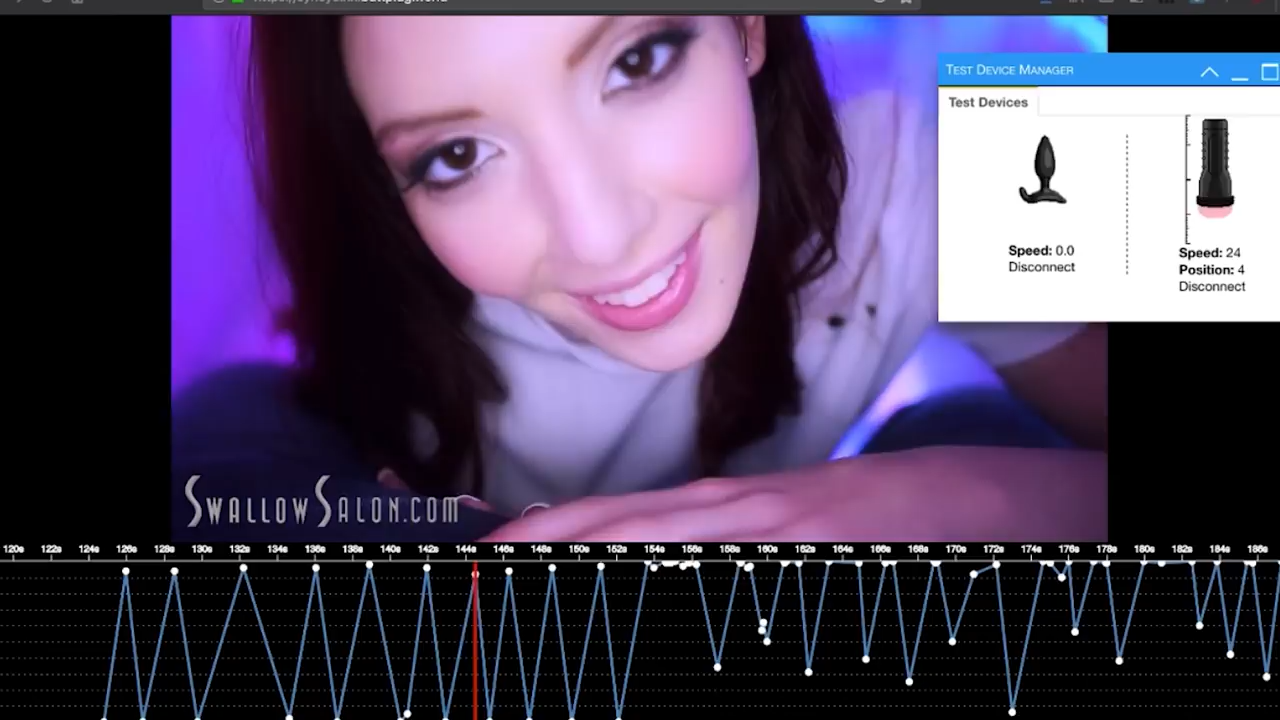 TEST DEVICE MANAGER
Test Devices
Speed: 0.0
Disconnect
Speed: 24
Position: 4
Disconnect
SWALLOWSALON.COM
120s 122s 124s 126s 128s 130s 132s 134s 136s 138s 140s 142s 144s 146s 148s 150s 152s 154s 156s 158s 160s 162s 164s 166s 168s 170s 172s 174s 176s 178s 180s 182s 184s 186s